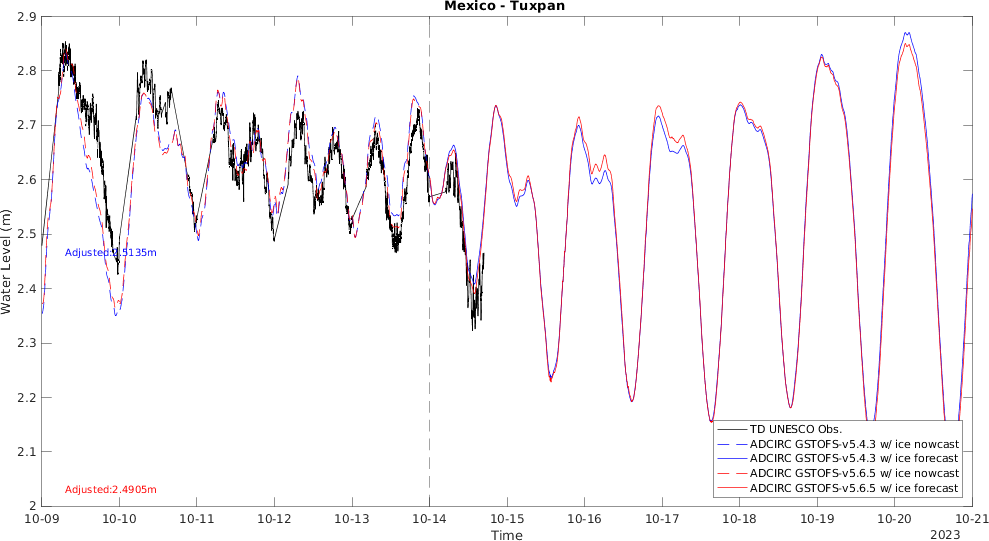 Mexico - Tuxpan
Water Level (m)
2.9
2.8
2.7
2.6
2.5
2.4
2.3
2.2
2.1
2
Adjusted:2.5135m
Adjusted:2.4905m
TD UNESCO Obs.
ADCIRC GSTOFS-v5.4.3 w/ ice nowcast
ADCIRC GSTOFS-v5.4.3 w/ ice forecast
ADCIRC GSTOFS-v5.6.5 w/ ice nowcast
ADCIRC GSTOFS-v5.6.5 w/ ice forecast
10-09 10-10 10-11 10-12 10-13 10-14 10-15 10-16 10-17 10-18 10-19 10-20 10-21
Time
2023